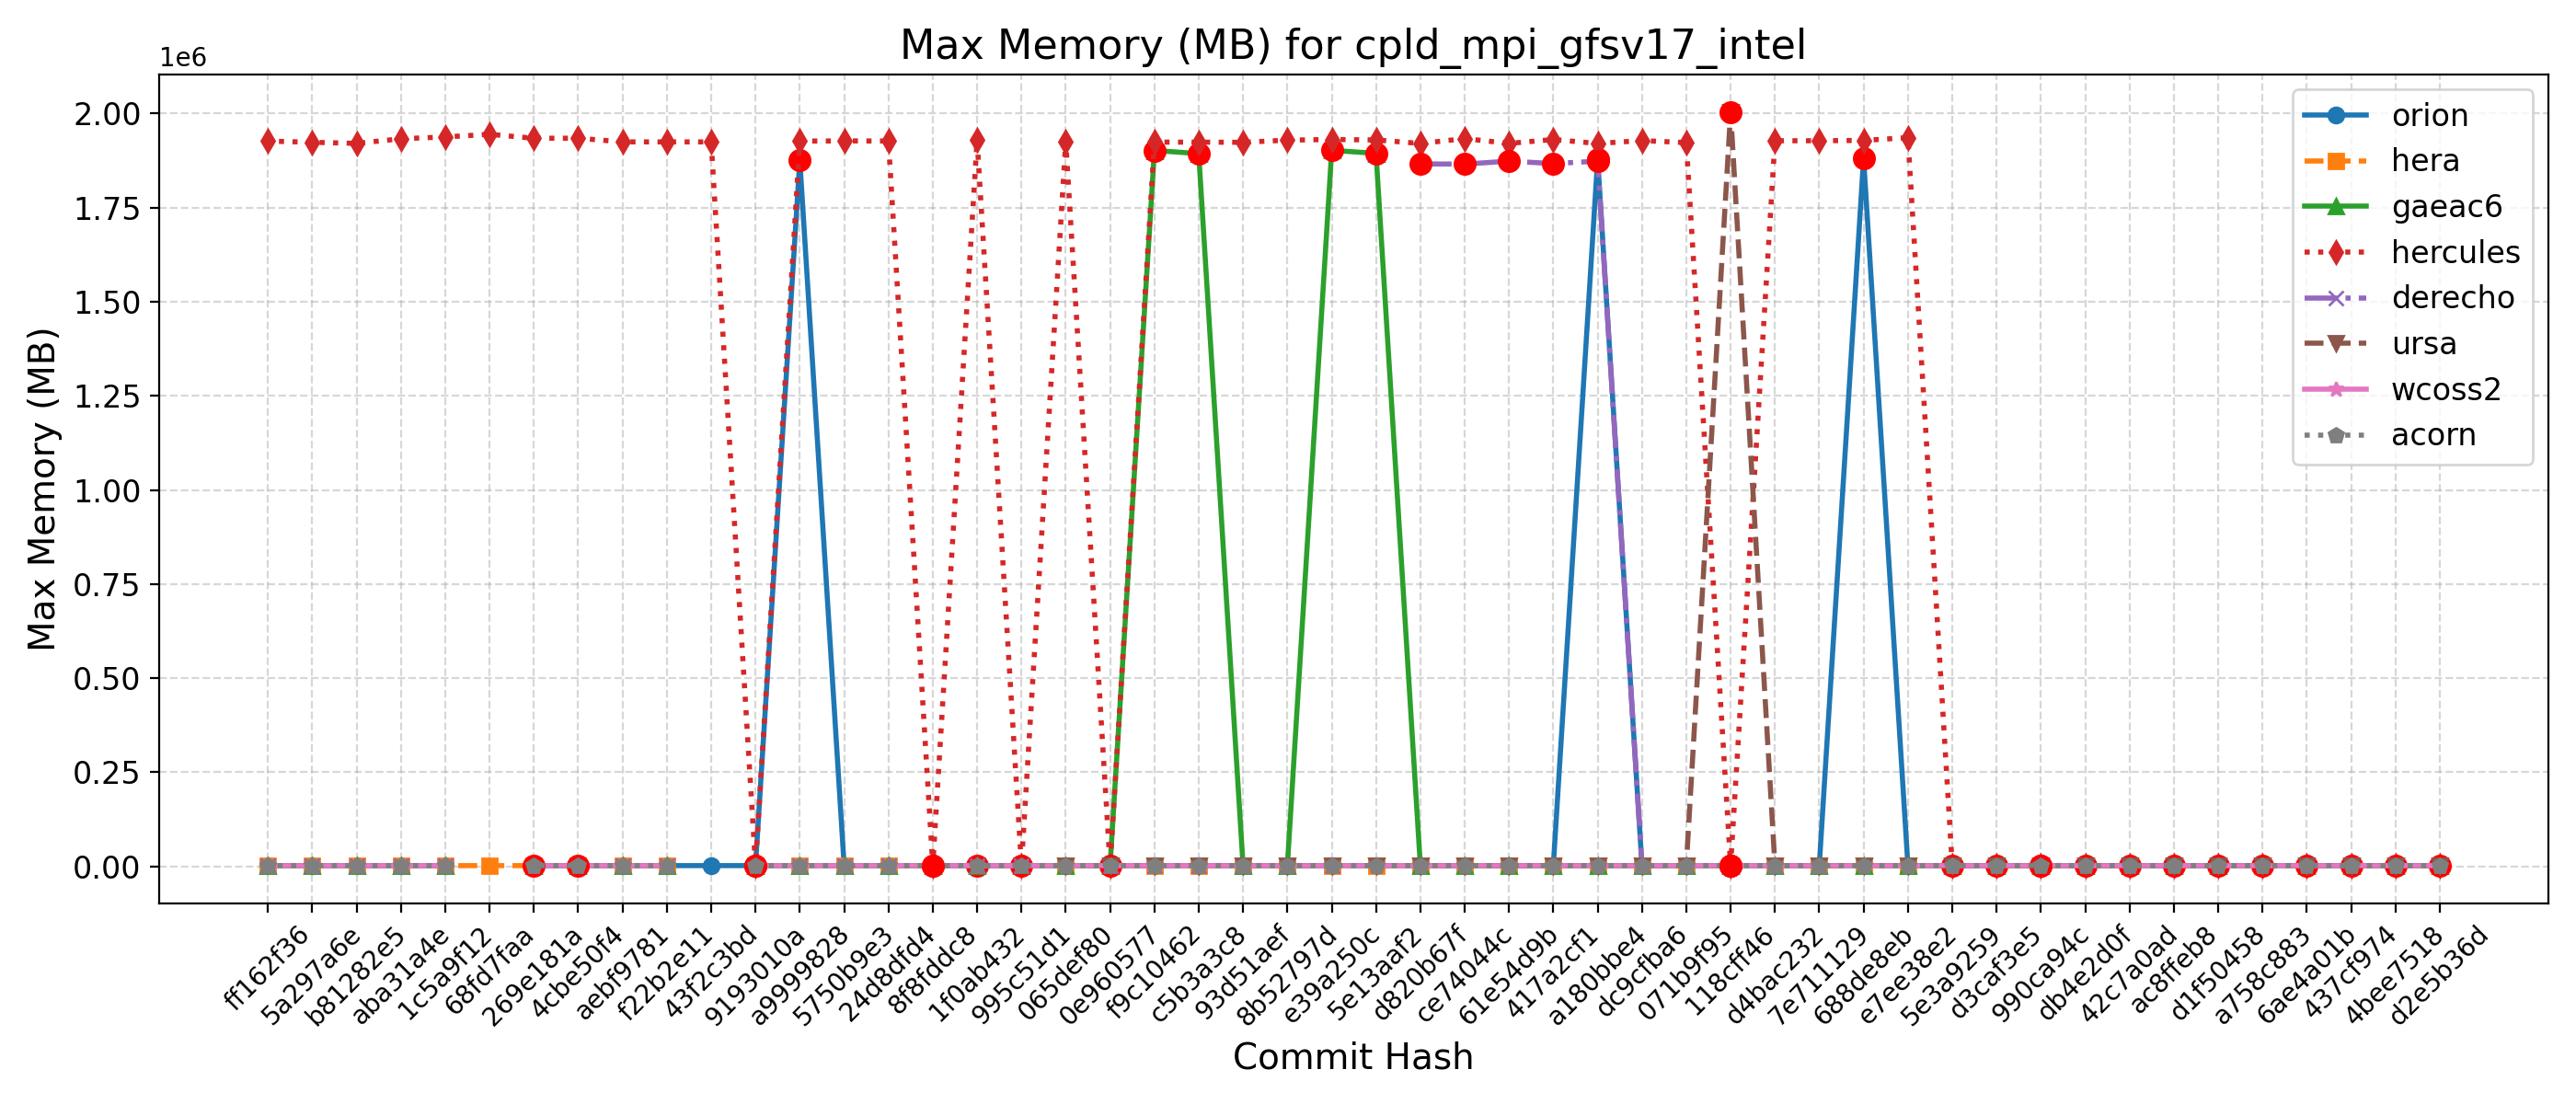 Max Memory (MB) for cpld_mpi_gfsv17_intel
1e6
2.00
1.75
1.50
1.25
1.00
0.75
0.50
0.25
0.00
Max Memory (MB)
orion
hera
gaeac6
hercules
derecho
ursa
wcoss2
acorn
ff162f36
5a297a6e
b81282e5
aba31a4e
1c5a9f12
68fd7faa
269e181a
4cbe50f4
aebf9781
f22b2e11
43f2c3bd
9193010a
a9999828
5750b9e3
24d8dfd4
8f8fddc8
1f0ab432
995c51d1
065def80
0e960577
f9c10462
c5b3a3c8
93d51aef
8b52797d
e39a250c
5e13aaf2
d820b67f
ce74044c
61e54d9b
417a2cf1
a180bbe4
dc9cfba6
071b9f95
118cff46
d4bac232
7e711129
688de8eb
e7ee38e2
5e3a9259
d3caf3e5
990ca94c
db4e2d0f
42c7a0ad
ac8ffeb8
d1f50458
a758c883
6ae4a01b
437cf974
4bee7518
d2e5b36d
Commit Hash